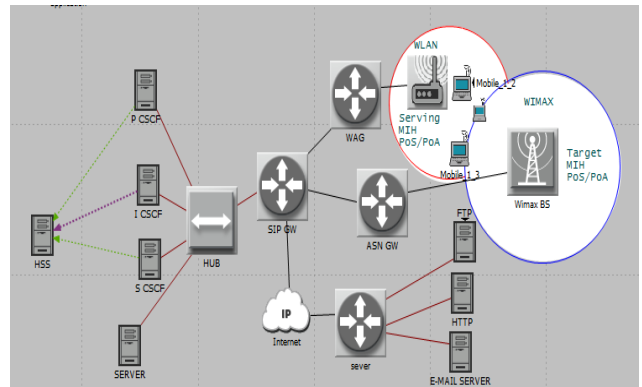 Application
WLAN
P CSCF
Mobile_1_2
WIMAX
WAG
Serving
MIH
PoS/PoA
Target
MIH
PoS/PoA
Mobile_1_3
I CSCF
Wimax BS
SIP GW
FTP
ASN GW
HSS
HUB
S CSCF
IP
Internet
HTTP
SERVER
sever
E-MAIL SERVER